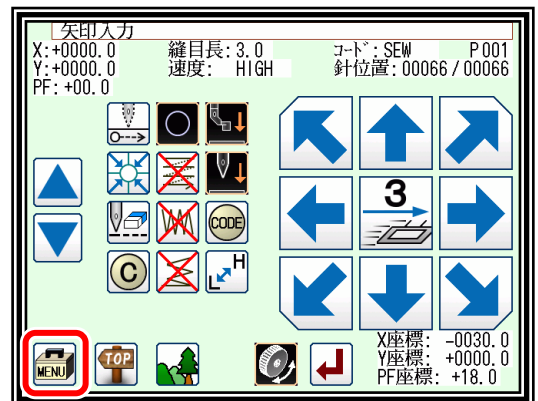 矢印入力
X:+0000.0 縫目長:3.0 コード:SEW P001
Y:+0000.0 速度: HIGH 針位置:00066/00066
PF:+00.0
3
CODE
C
L H
X座標: -0030.0
Y座標: +0000.0
PF座標: +18.0
MENU
TOP